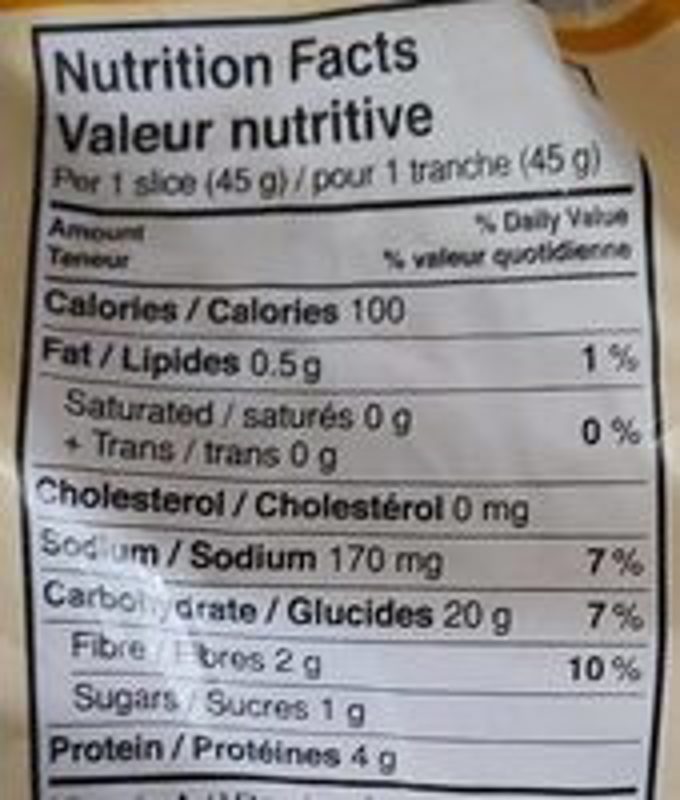 Nutrition Facts
Valeur nutritive
Per 1 slice (45 g) / pour 1 tranche (45 g)
Amount % Daily Value
Teneur % valeur quotidienne
Calories / Calories 100
Fat / Lipides 0.5 g 1 %
Saturated / saturés 0 g
+ Trans / trans 0 g 0 %
Cholesterol / Cholestérol 0 mg
Sodium / Sodium 170 mg 7 %
Carbohydrate / Glucides 20 g 7 %
Fibre / Fibres 2 g 10 %
Sugars / Sucres 1 g
Protein / Protéines 4 g